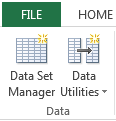 FILE HOME
Data Set Data
Manager Utilities
Data